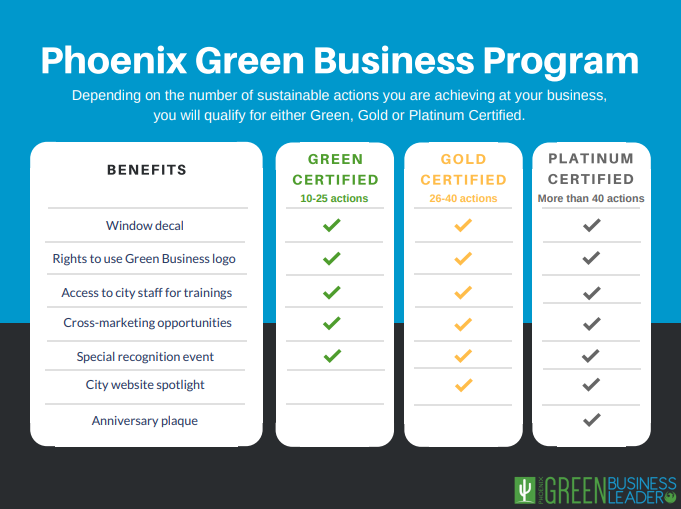 Phoenix Green Business Program
Depending on the number of sustainable actions you are achieving at your business,
you will qualify for either Green, Gold or Platinum Certified.
BENEFITS
GREEN
CERTIFIED
10-25 actions
GOLD
CERTIFIED
26-40 actions
PLATINUM
CERTIFIED
More than 40 actions
Window decal
Rights to use Green Business logo
Access to city staff for trainings
Cross-marketing opportunities
Special recognition event
City website spotlight
Anniversary plaque
PHOENIX
GREEN
BUSINESS
LEADER